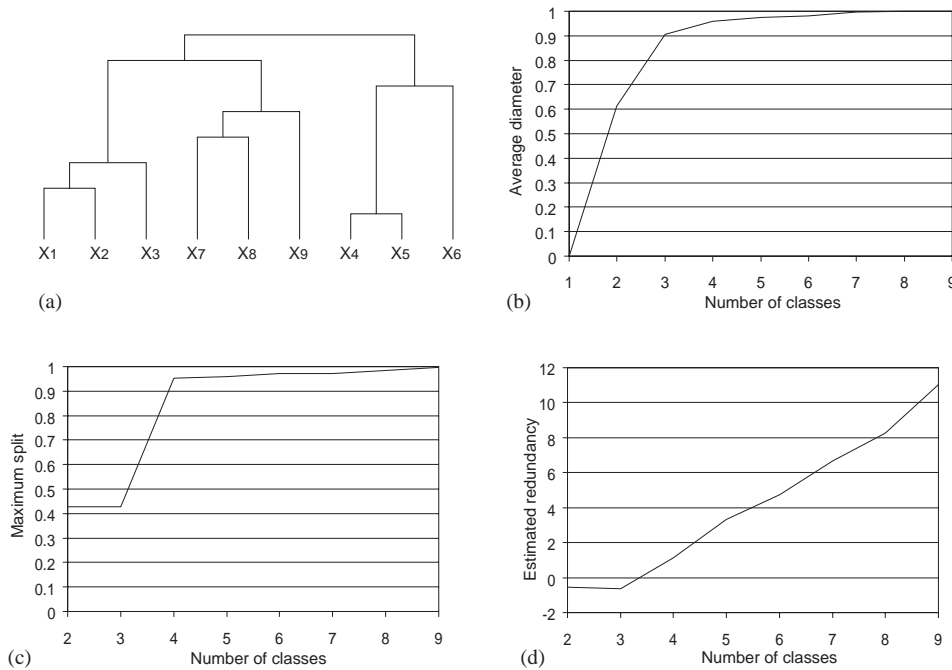 X1 X2 X3 X7 X8 X9 X4 X5 X6
(a)
1
0.9
0.8
0.7
0.6
0.5
0.4
0.3
0.2
0.1
0
Average diameter
1 2 3 4 5 6 7 8 9
Number of classes
(b)
1
0.9
0.8
0.7
0.6
0.5
0.4
0.3
0.2
0.1
0
Maximum split
2 3 4 5 6 7 8 9
Number of classes
(c)
12
10
8
6
4
2
0
-2
Estimated redundancy
2 3 4 5 6 7 8 9
Number of classes
(d)